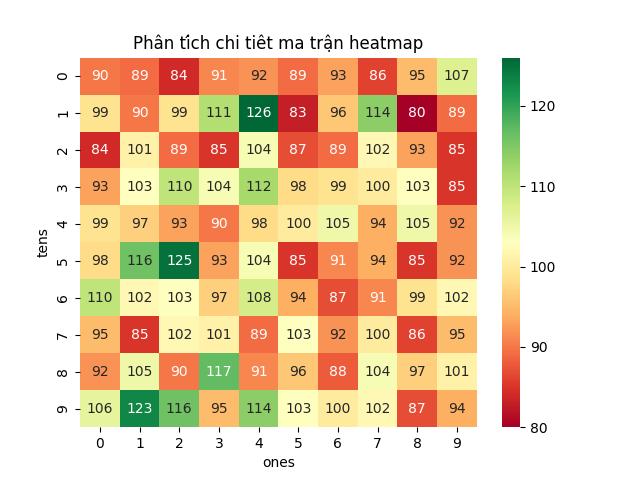 Phân tích chi tiêt ma trận heatmap
tens
0 90 89 84 91 92 89 93 86 95 107
1 99 90 99 111 126 83 96 114 80 89
2 84 101 89 85 104 87 89 102 93 85
3 93 103 110 104 112 98 99 100 103 85
4 99 97 93 90 98 100 105 94 105 92
5 98 116 125 93 104 85 91 94 85 92
6 110 102 103 97 108 94 87 91 99 102
7 95 85 102 101 89 103 92 100 86 95
8 92 105 90 117 91 96 88 104 97 101
9 106 123 116 95 114 103 100 102 87 94
0 1 2 3 4 5 6 7 8 9
ones
120
110
100
90
80